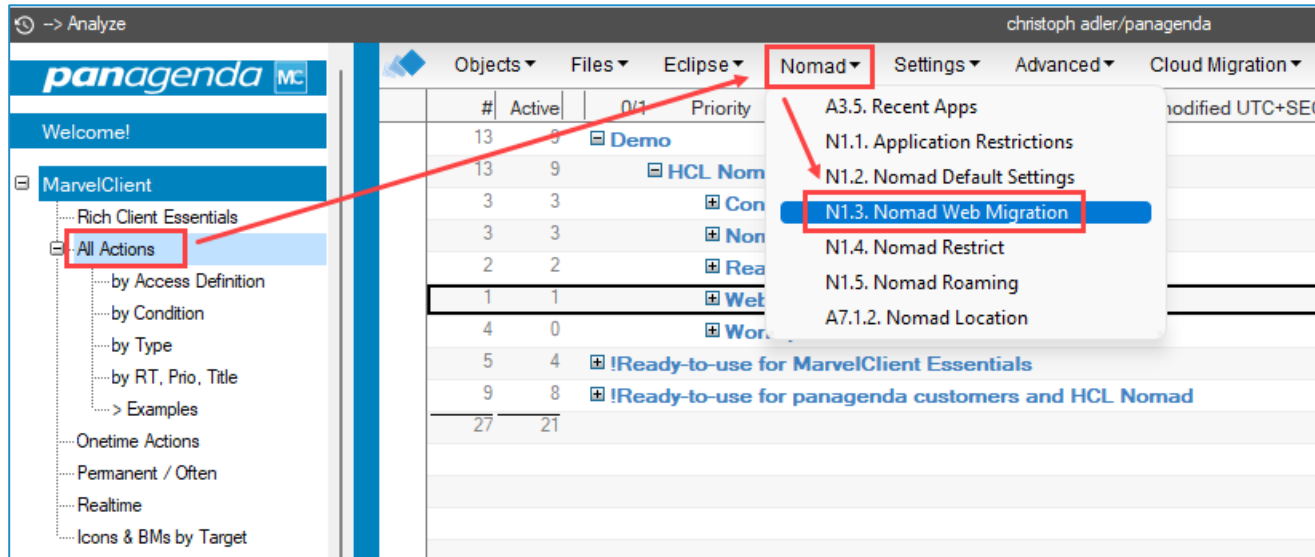 --> Analyze
christoph adler/panagenda
panagenda MC
Welcome!
MarvelClient
Rich Client Essentials
All Actions
by Access Definition
by Condition
by Type
by RT, Prio, Title
> Examples
Onetime Actions
Permanent / Often
Realtime
Icons & BMs by Target
Objects Files Eclipse Nomad Settings Advanced Cloud Migration
# Active 0/1 Priority modified UTC+SE
13 9 Demo
13 9 HCL Nom
3 3 Con
3 3 Nom
2 2 Rea
1 1 Web
4 0 Wor
5 4 !Ready-to-use for MarvelClient Essentials
9 8 !Ready-to-use for panagenda customers and HCL Nomad
27 21
A3.5. Recent Apps
N1.1. Application Restrictions
N1.2. Nomad Default Settings
N1.3. Nomad Web Migration
N1.4. Nomad Restrict
N1.5. Nomad Roaming
A7.1.2. Nomad Location